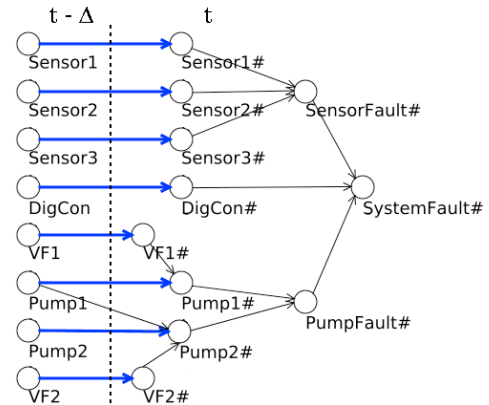 t - Δ t
Sensor1 Sensor1#
Sensor2 Sensor2# SensorFault#
Sensor3 Sensor3#
DigCon DigCon# SystemFault#
VF1 VF1#
Pump1 Pump1# PumpFault#
Pump2 Pump2#
VF2 VF2#